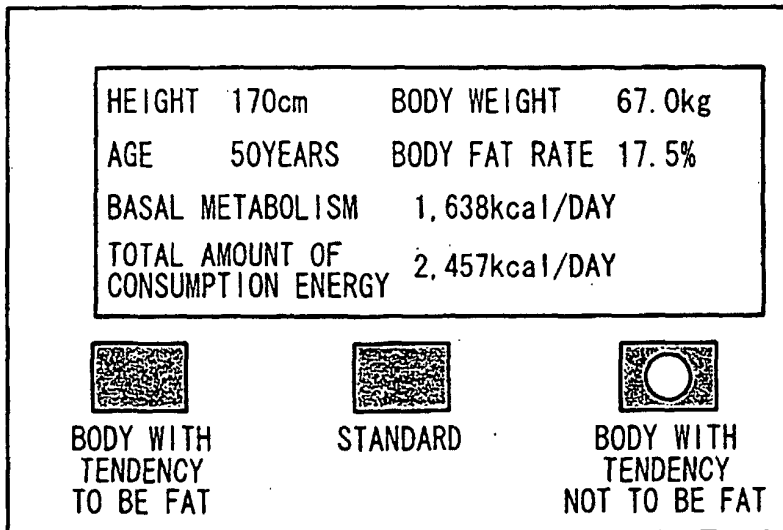 HEIGHT 170cm BODY WEIGHT 67.0kg
AGE 50YEARS BODY FAT RATE 17.5%
BASAL METABOLISM 1,638kcal/DAY
TOTAL AMOUNT OF
CONSUMPTION ENERGY 2,457kcal/DAY
BODY WITH STANDARD BODY WITH
TENDENCY TENDENCY
TO BE FAT NOT TO BE FAT